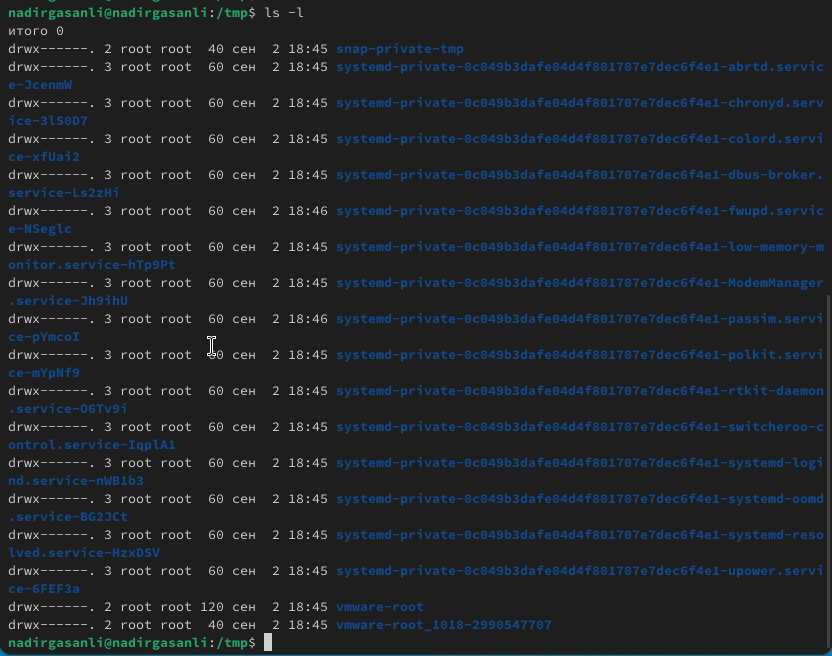 nadirgasanli@nadirgasanli:/tmp$ ls -l
итого 0
drwx------. 2 root root  40 сен  2 18:45 snap-private-tmp
drwx------. 3 root root  60 сен  2 18:45 systemd-private-0c049b3dafe04d4f801707e7dec6f4e1-abrtd.servic
e-JcenmW
drwx------. 3 root root  60 сен  2 18:45 systemd-private-0c049b3dafe04d4f801707e7dec6f4e1-chronyd.serv
ice-3lS0D7
drwx------. 3 root root  60 сен  2 18:45 systemd-private-0c049b3dafe04d4f801707e7dec6f4e1-colord.servi
ce-xfUai2
drwx------. 3 root root  60 сен  2 18:45 systemd-private-0c049b3dafe04d4f801707e7dec6f4e1-dbus-broker.
service-Ls2zHi
drwx------. 3 root root  60 сен  2 18:46 systemd-private-0c049b3dafe04d4f801707e7dec6f4e1-fwupd.servic
e-NSeglc
drwx------. 3 root root  60 сен  2 18:45 systemd-private-0c049b3dafe04d4f801707e7dec6f4e1-low-memory-m
onitor.service-hTp9Pt
drwx------. 3 root root  60 сен  2 18:45 systemd-private-0c049b3dafe04d4f801707e7dec6f4e1-ModemManager
.service-Jh9ihU
drwx------. 3 root root  60 сен  2 18:46 systemd-private-0c049b3dafe04d4f801707e7dec6f4e1-passim.servi
ce-pYmcoI
drwx------. 3 root root  60 сен  2 18:45 systemd-private-0c049b3dafe04d4f801707e7dec6f4e1-polkit.servi
ce-mYpNf9
drwx------. 3 root root  60 сен  2 18:45 systemd-private-0c049b3dafe04d4f801707e7dec6f4e1-rtkit-daemon
.service-O6Tv9i
drwx------. 3 root root  60 сен  2 18:45 systemd-private-0c049b3dafe04d4f801707e7dec6f4e1-switcheroo-c
ontrol.service-IqplA1
drwx------. 3 root root  60 сен  2 18:45 systemd-private-0c049b3dafe04d4f801707e7dec6f4e1-systemd-logi
nd.service-nWB1b3
drwx------. 3 root root  60 сен  2 18:45 systemd-private-0c049b3dafe04d4f801707e7dec6f4e1-systemd-oomd
.service-BG2JCt
drwx------. 3 root root  60 сен  2 18:45 systemd-private-0c049b3dafe04d4f801707e7dec6f4e1-systemd-reso
lved.service-HzxDSV
drwx------. 3 root root  60 сен  2 18:45 systemd-private-0c049b3dafe04d4f801707e7dec6f4e1-upower.servi
ce-6FEF3a
drwx------. 2 root root 120 сен  2 18:45 vmware-root
drwx------. 2 root root  40 сен  2 18:45 vmware-root_1018-2990547707
nadirgasanli@nadirgasanli:/tmp$